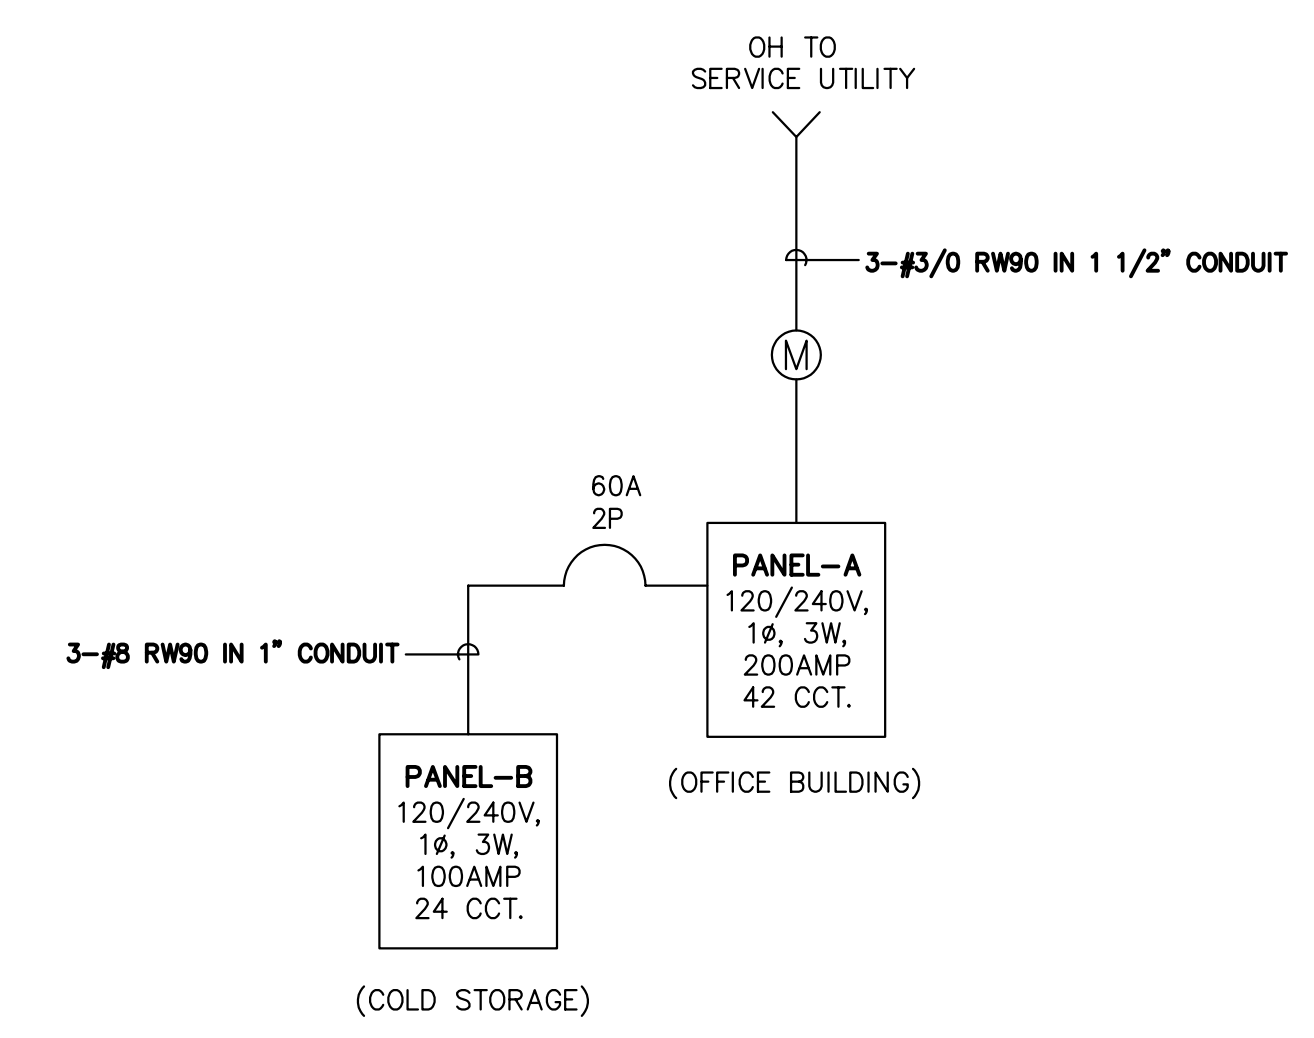 OH TO
SERVICE UTILITY
3-#3/0 RW90 IN 1 1/2" CONDUIT
M
60A
2P
PANEL-A
120/240V,
1ø, 3W,
200AMP
42 CCT.
(OFFICE BUILDING)
3-#8 RW90 IN 1" CONDUIT
PANEL-B
120/240V,
1ø, 3W,
100AMP
24 CCT.
(COLD STORAGE)